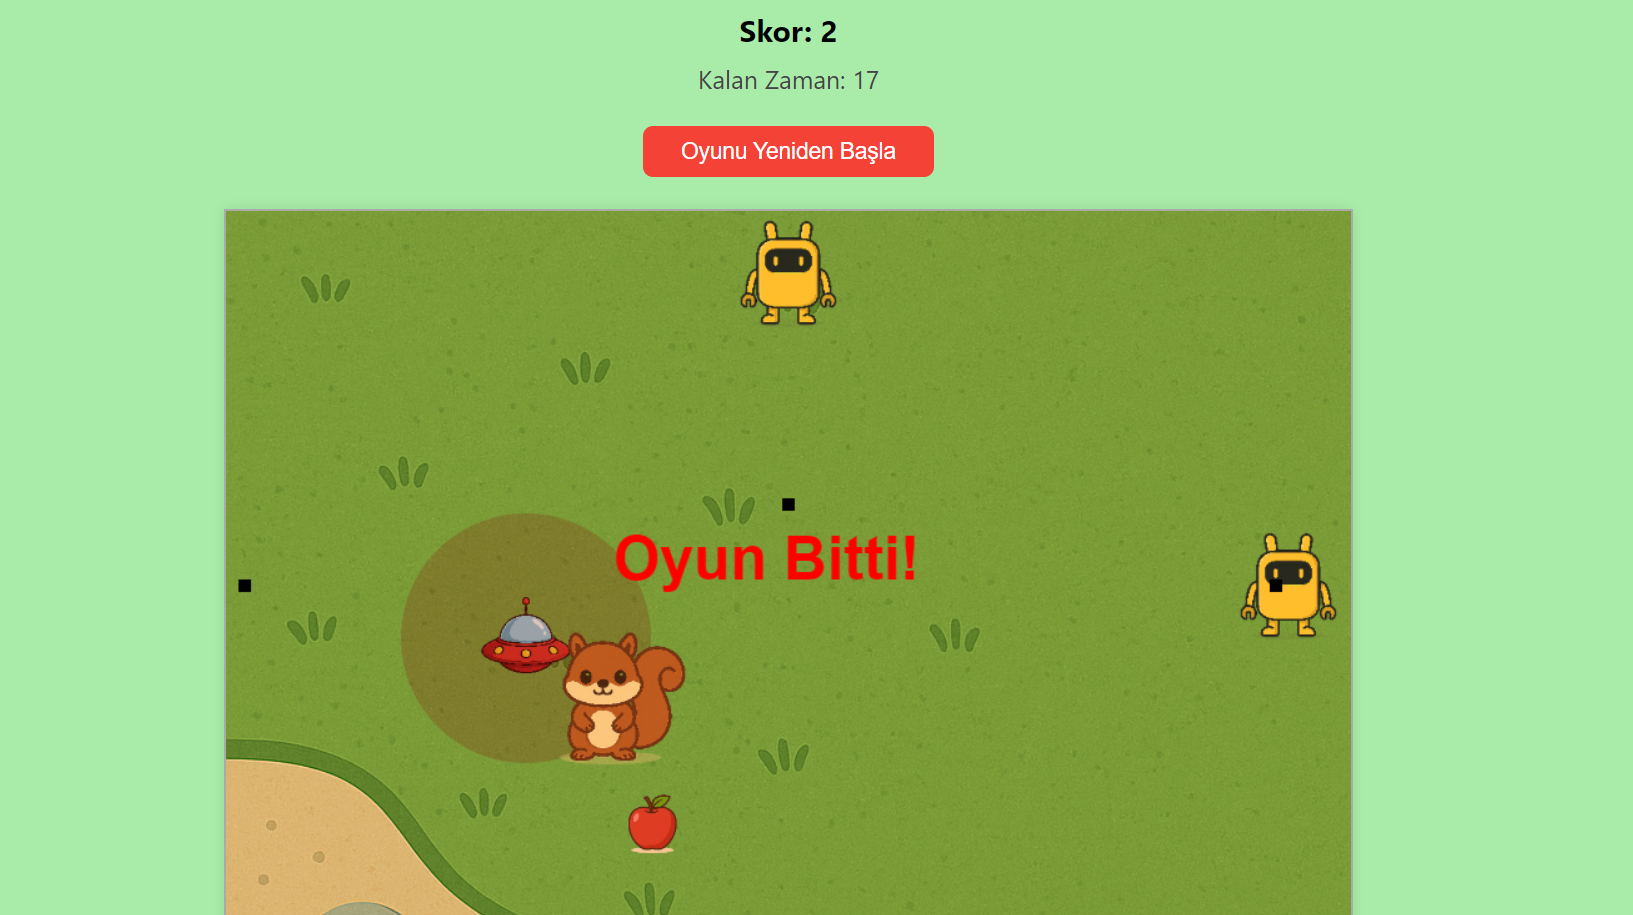 Skor: 2
Kalan Zaman: 17
Oyunu Yeniden Başla
Oyun Bitti!